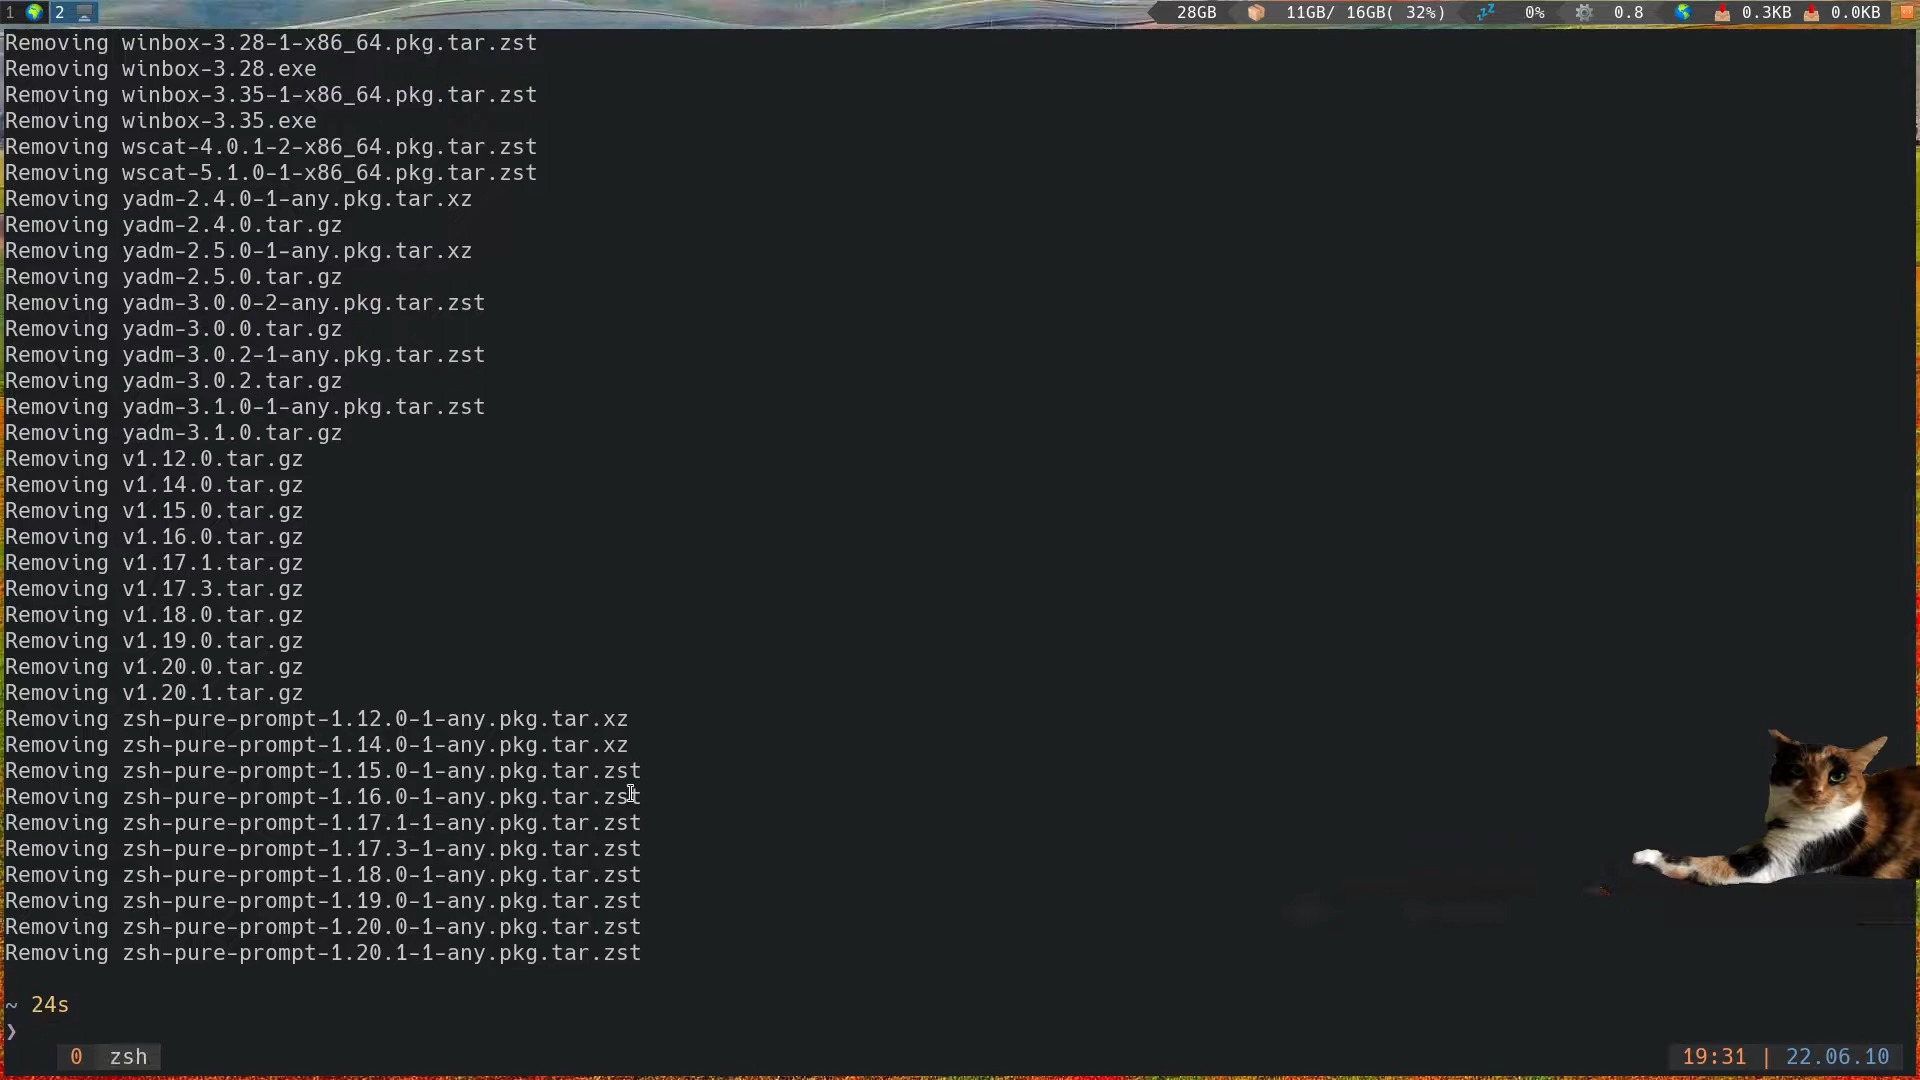 1 2 28GB 11GB/ 16GB( 32%) 0% 0.8 0.3KB 0.0KB
Removing winbox-3.28-1-x86_64.pkg.tar.zst
Removing winbox-3.28.exe
Removing winbox-3.35-1-x86_64.pkg.tar.zst
Removing winbox-3.35.exe
Removing wscat-4.0.1-2-x86_64.pkg.tar.zst
Removing wscat-5.1.0-1-x86_64.pkg.tar.zst
Removing yadm-2.4.0-1-any.pkg.tar.xz
Removing yadm-2.4.0.tar.gz
Removing yadm-2.5.0-1-any.pkg.tar.xz
Removing yadm-2.5.0.tar.gz
Removing yadm-3.0.0-2-any.pkg.tar.zst
Removing yadm-3.0.0.tar.gz
Removing yadm-3.0.2-1-any.pkg.tar.zst
Removing yadm-3.0.2.tar.gz
Removing yadm-3.1.0-1-any.pkg.tar.zst
Removing yadm-3.1.0.tar.gz
Removing v1.12.0.tar.gz
Removing v1.14.0.tar.gz
Removing v1.15.0.tar.gz
Removing v1.16.0.tar.gz
Removing v1.17.1.tar.gz
Removing v1.17.3.tar.gz
Removing v1.18.0.tar.gz
Removing v1.19.0.tar.gz
Removing v1.20.0.tar.gz
Removing v1.20.1.tar.gz
Removing zsh-pure-prompt-1.12.0-1-any.pkg.tar.xz
Removing zsh-pure-prompt-1.14.0-1-any.pkg.tar.xz
Removing zsh-pure-prompt-1.15.0-1-any.pkg.tar.zst
Removing zsh-pure-prompt-1.16.0-1-any.pkg.tar.zst
Removing zsh-pure-prompt-1.17.1-1-any.pkg.tar.zst
Removing zsh-pure-prompt-1.17.3-1-any.pkg.tar.zst
Removing zsh-pure-prompt-1.18.0-1-any.pkg.tar.zst
Removing zsh-pure-prompt-1.19.0-1-any.pkg.tar.zst
Removing zsh-pure-prompt-1.20.0-1-any.pkg.tar.zst
Removing zsh-pure-prompt-1.20.1-1-any.pkg.tar.zst
~ 24s
❯
0 zsh 19:31 | 22.06.10